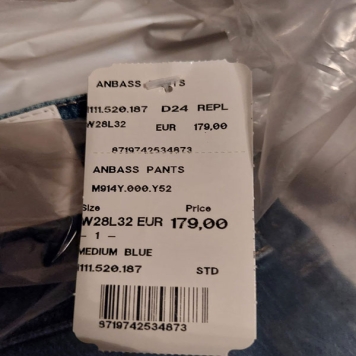 ANBASS PANTS
111.520.187 D24 REPL
W28L32 EUR 179,00
8719742534873
ANBASS PANTS
M914Y.000.Y52
Size Price
W28L32 EUR 179,00
- 1 -
MEDIUM BLUE
111.520.187 STD
8719742534873